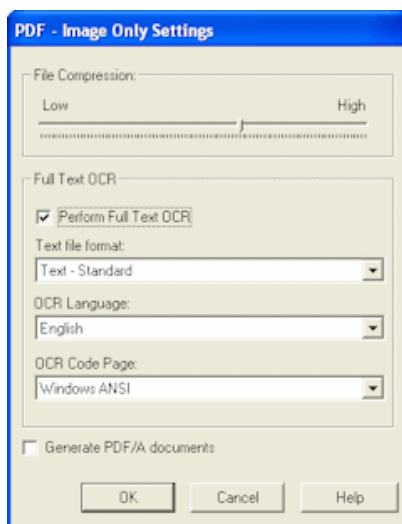 PDF - Image Only Settings
File Compression:
Low High
Full Text OCR
Perform Full Text OCR
Text file format:
Text - Standard
OCR Language:
English
OCR Code Page:
Windows ANSI
Generate PDF/A documents
OK Cancel Help